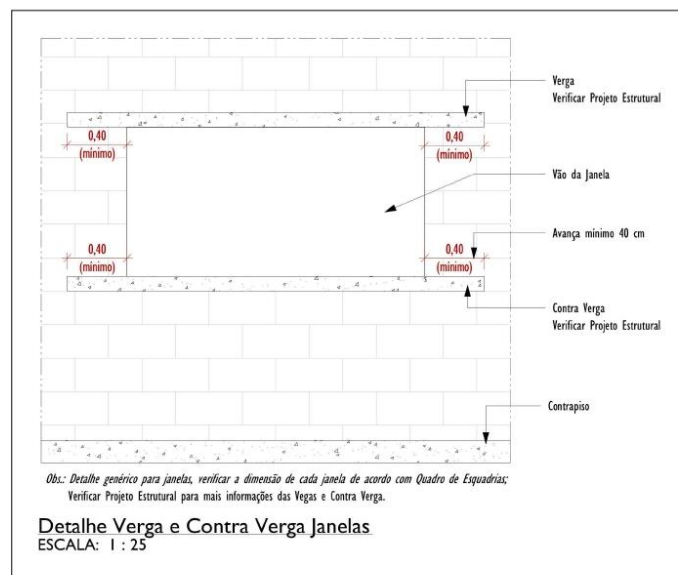 Verga
Verificar Projeto Estrutural
0,40
(mínimo)
0,40
(mínimo)
Vão da Janela
0,40
(mínimo)
0,40
(mínimo)
Avança mínimo 40 cm
Contra Verga
Verificar Projeto Estrutural
Contrapiso
Obs.: Detalhe genérico para janelas, verificar a dimensão de cada janela de acordo com Quadro de Esquadrias;
Verificar Projeto Estrutural para mais informações das Vegas e Contra Verga.
Detalhe Verga e Contra Verga Janelas
ESCALA: 1 : 25